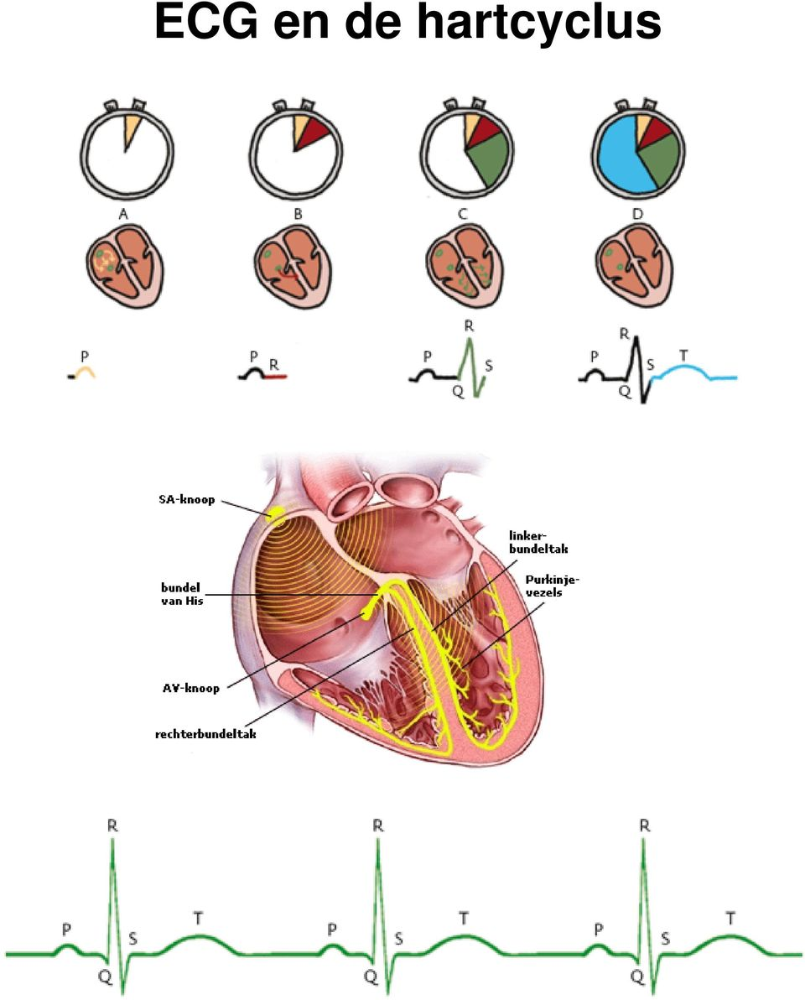 ECG en de hartcyclus
A B C D
P
P R
P Q R S
P Q R S T
SA-knoop
linker-
bundeltak
Purkinje-
vezels
bundel
van His
AV-knoop
rechterbundeltak
R R R
P Q S T P Q S T P Q S T